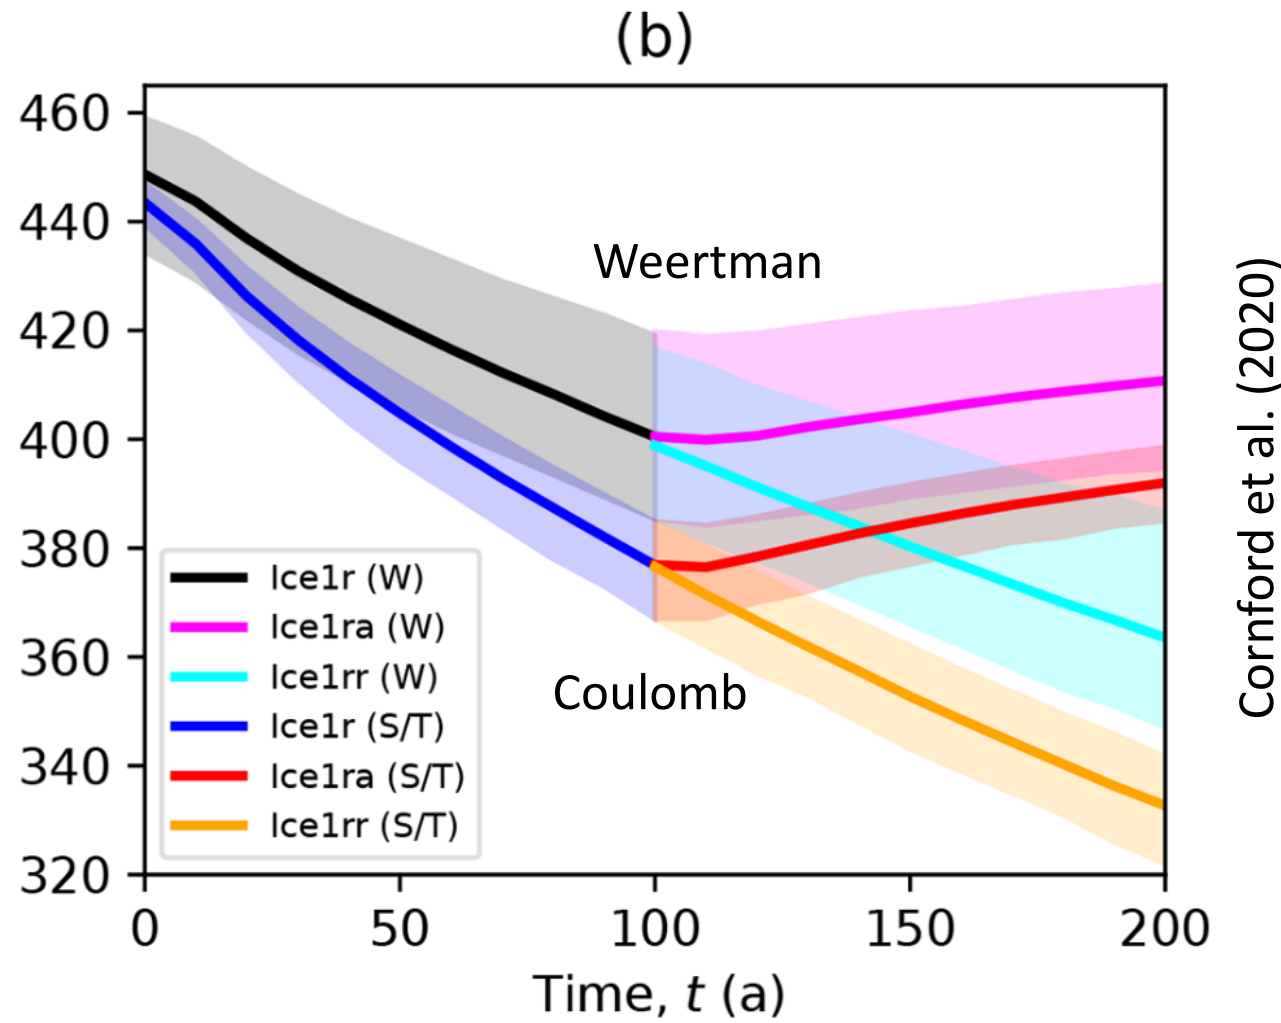 (b)
460
440
420
400
380
360
340
320
Weertman
Coulomb
Ice1r (W)
Ice1ra (W)
Ice1rr (W)
Ice1r (S/T)
Ice1ra (S/T)
Ice1rr (S/T)
0 50 100 150 200
Time, t (a)
Cornford et al. (2020)